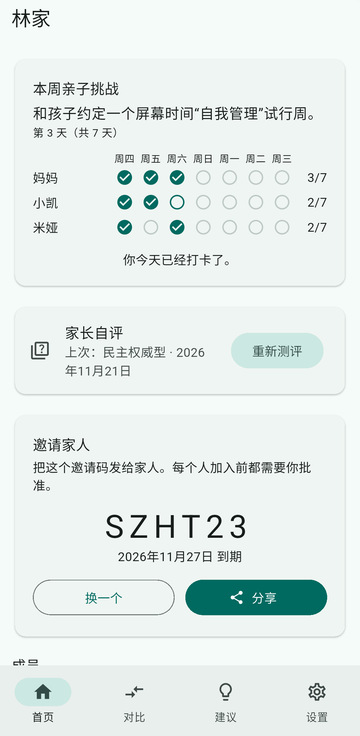 林家
本周亲子挑战
和孩子约定一个屏幕时间“自我管理”试行周。
第 3 天（共 7 天）
周四 周五 周六 周日 周一 周二 周三
妈妈 3/7
小凯 2/7
米娅 2/7
你今天已经打卡了。
家长自评
上次：民主权威型 · 2026
年11月21日
重新测评
邀请家人
把这个邀请码发给家人。每个人加入前都需要你批
准。
SZHT23
2026年11月27日 到期
换一个 分享
首页 对比 建议 设置